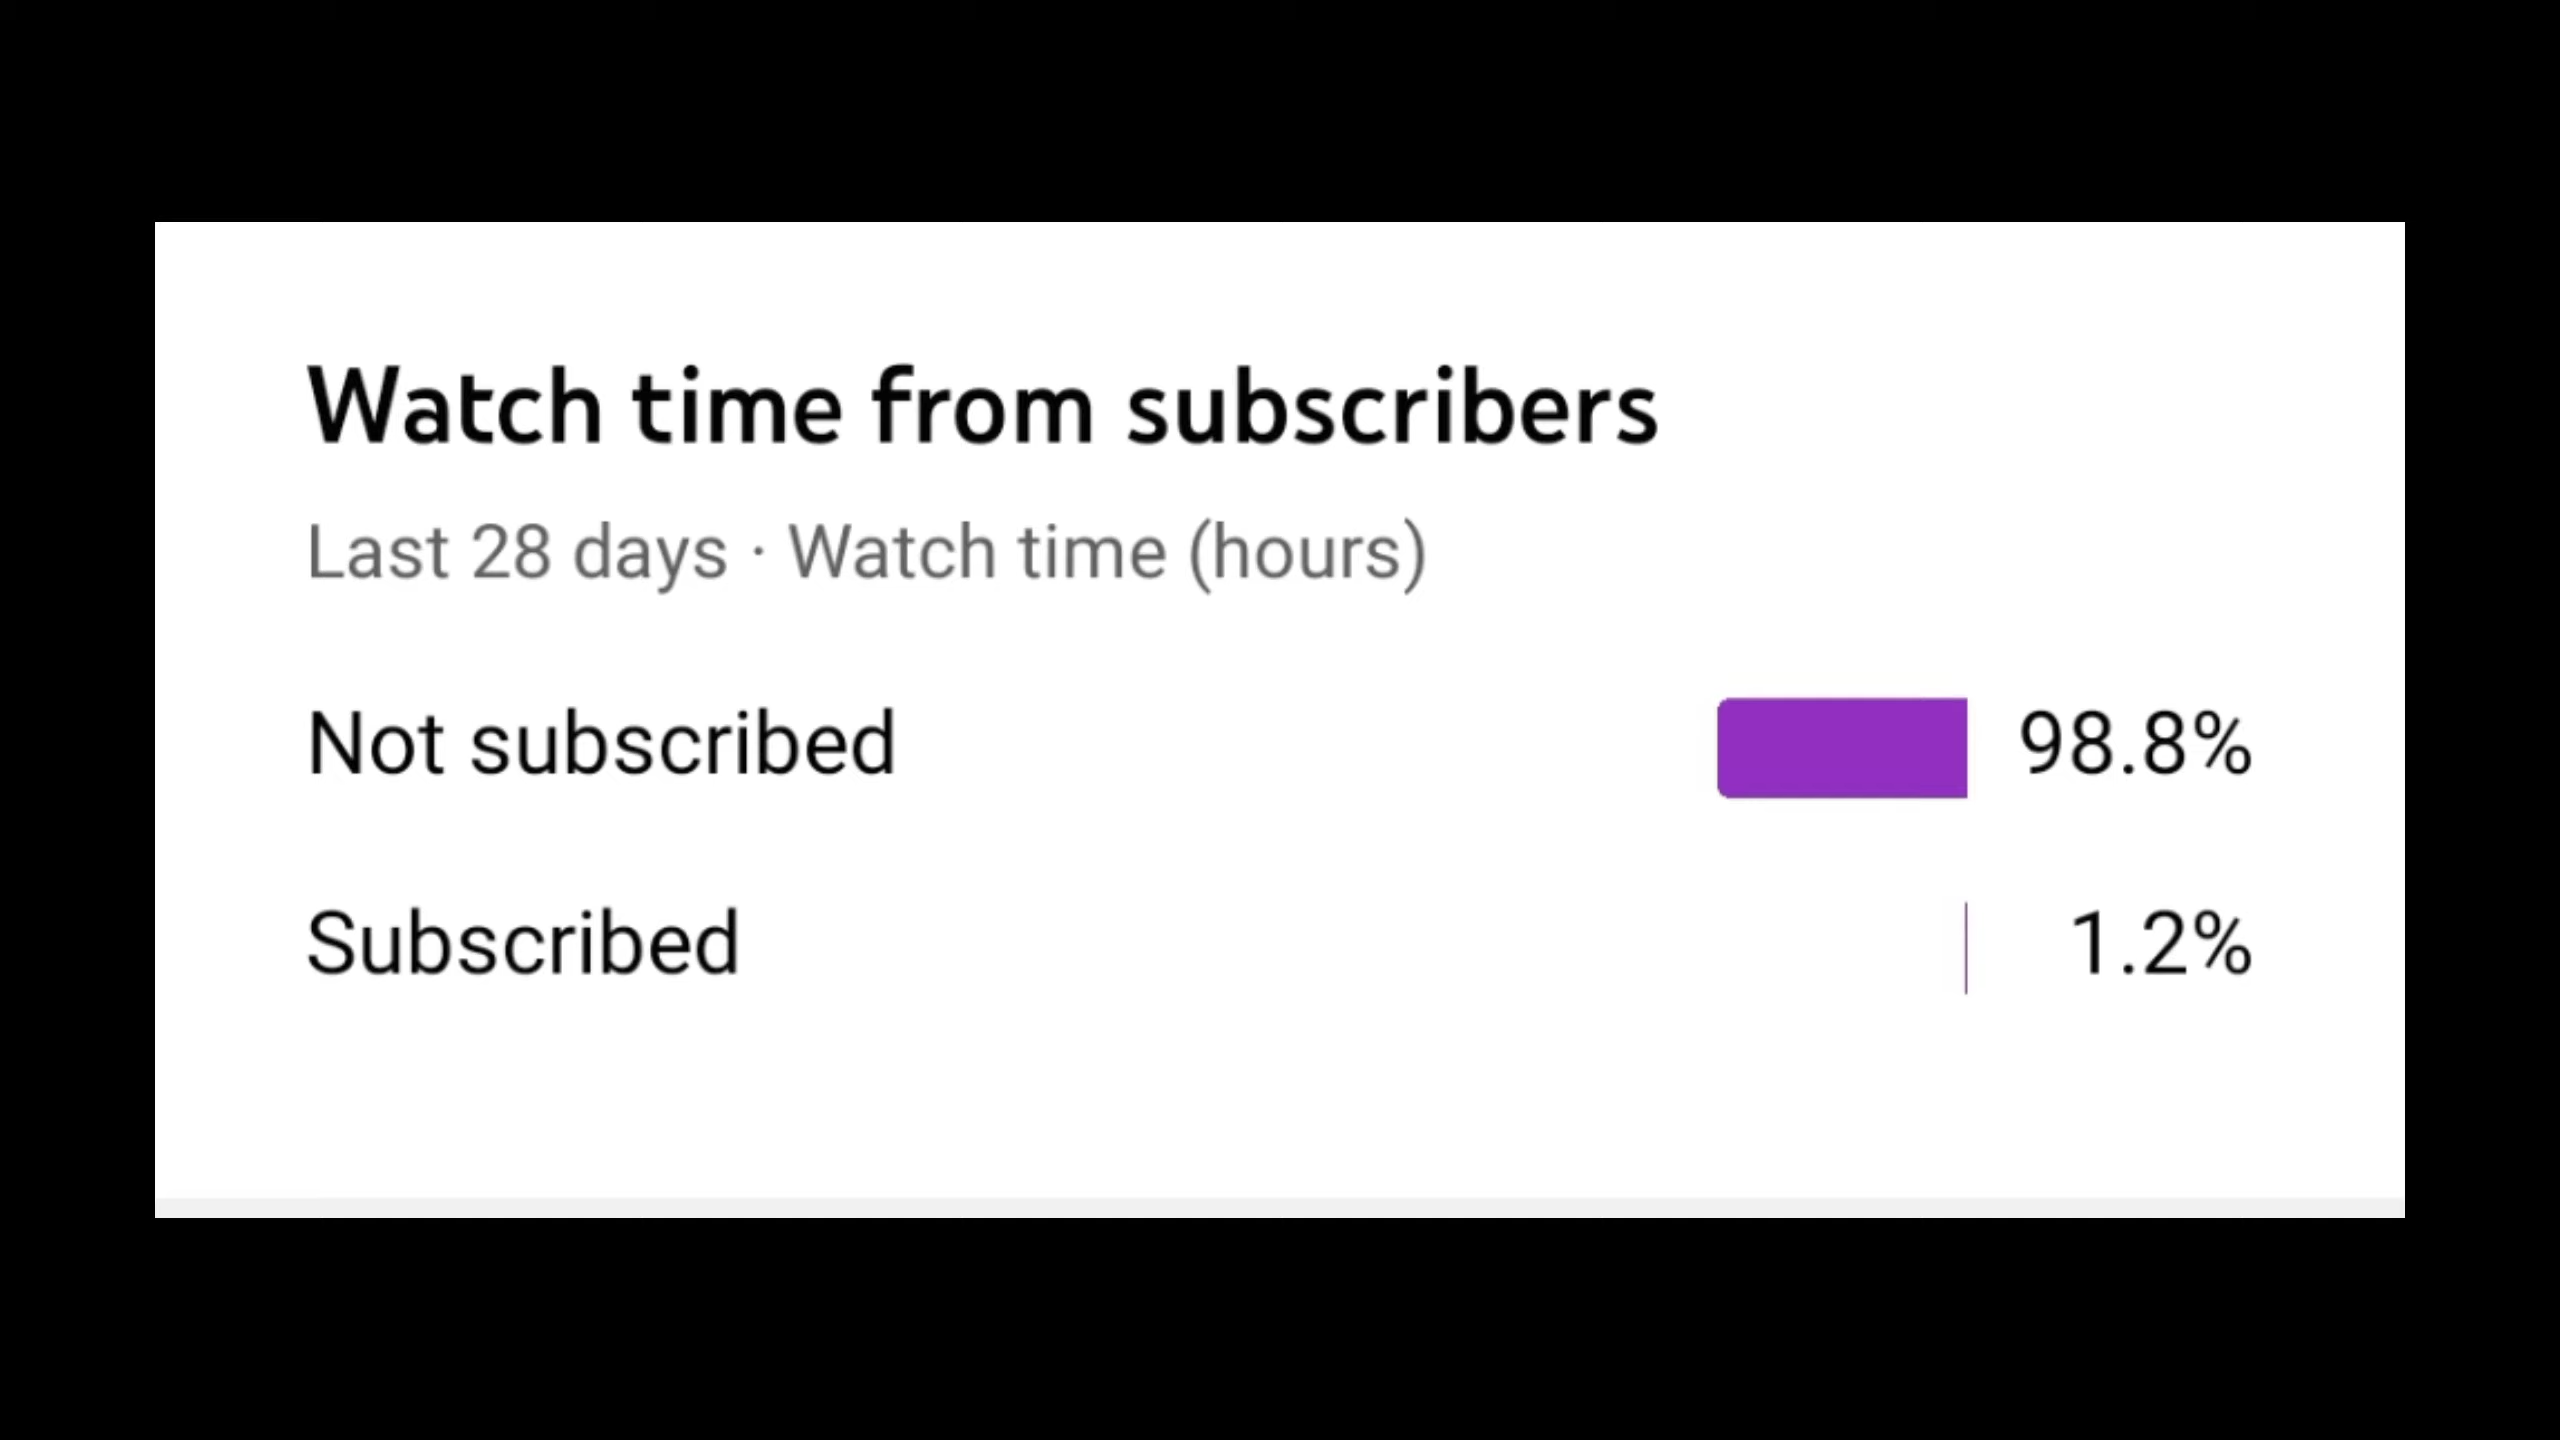 Watch time from subscribers
Last 28 days · Watch time (hours)
Not subscribed 98.8%
Subscribed 1.2%